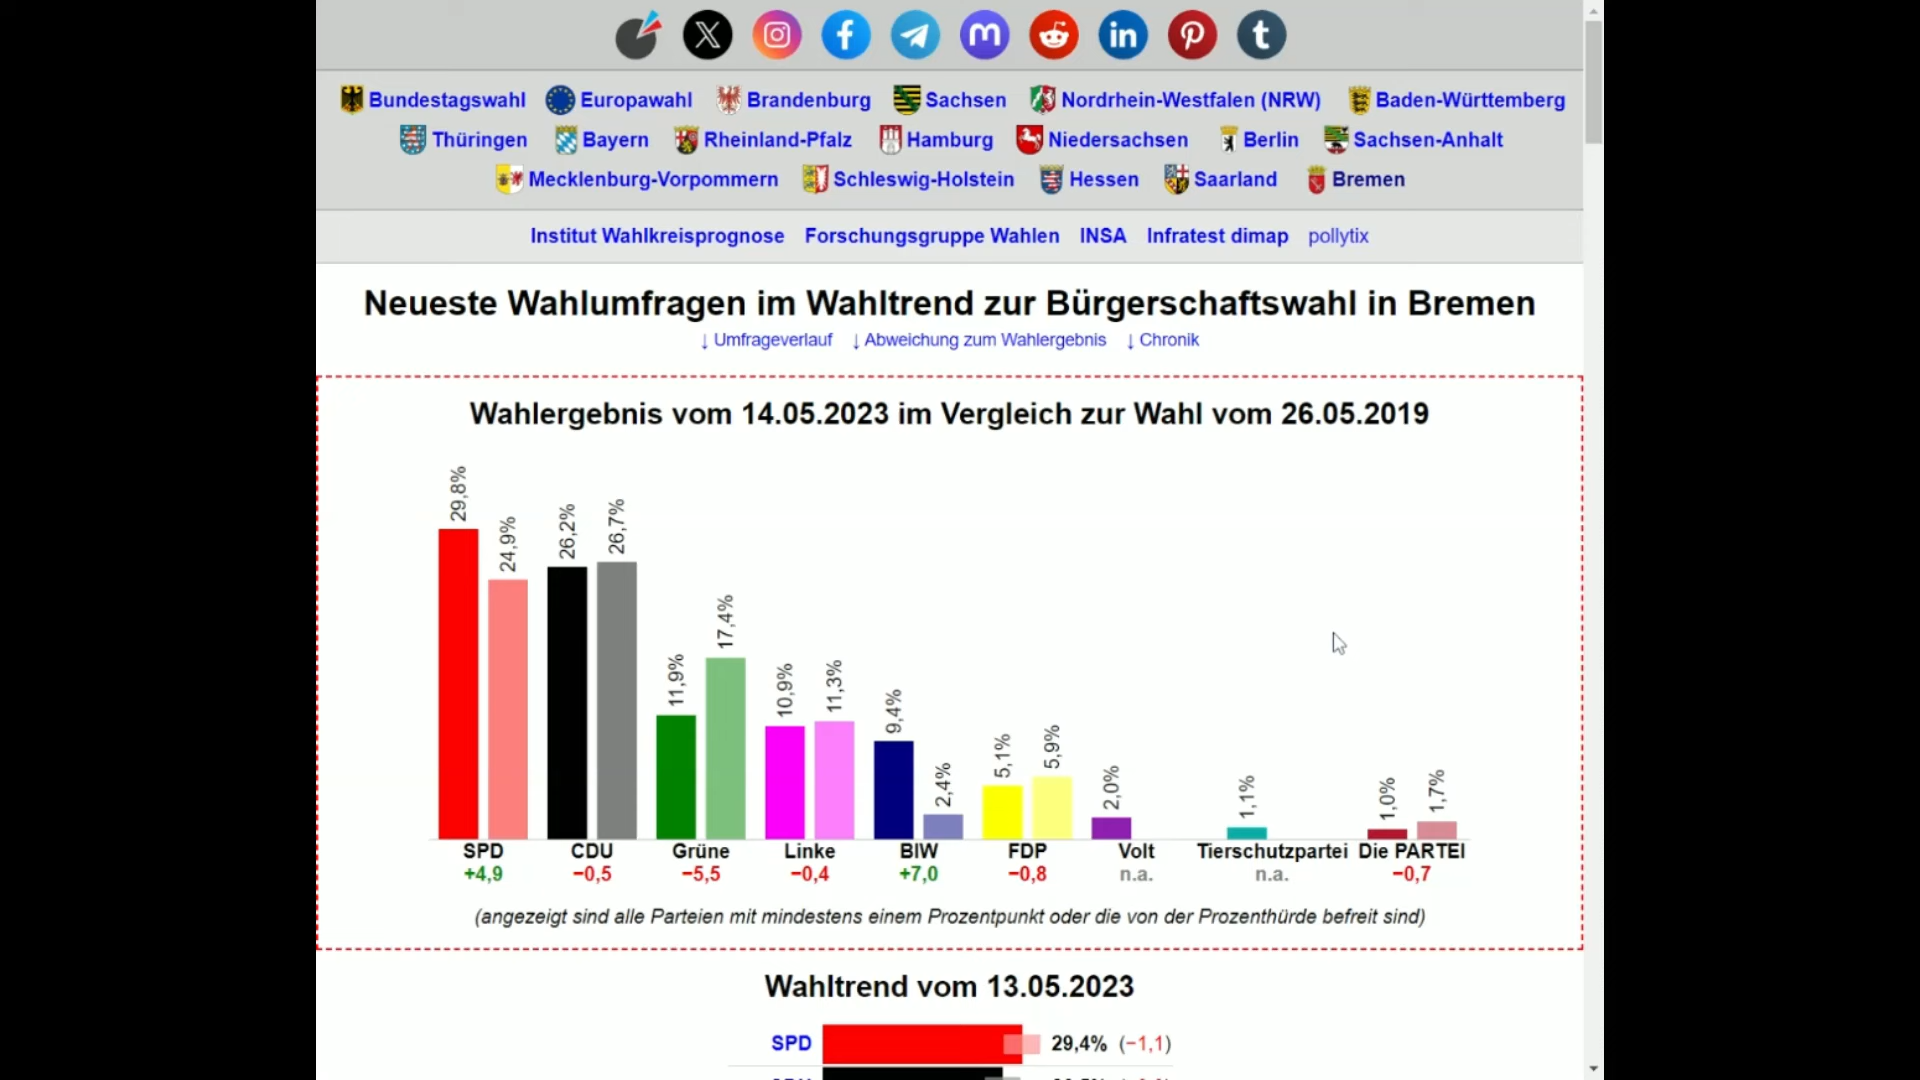 Bundestagswahl Europawahl Brandenburg Sachsen Nordrhein-Westfalen (NRW) Baden-Württemberg
Thüringen Bayern Rheinland-Pfalz Hamburg Niedersachsen Berlin Sachsen-Anhalt
Mecklenburg-Vorpommern Schleswig-Holstein Hessen Saarland Bremen
Institut Wahlkreisprognose Forschungsgruppe Wahlen INSA Infratest dimap pollytix
Neueste Wahlumfragen im Wahltrend zur Bürgerschaftswahl in Bremen
↓ Umfrageverlauf ↓ Abweichung zum Wahlergebnis ↓ Chronik
Wahlergebnis vom 14.05.2023 im Vergleich zur Wahl vom 26.05.2019
29,8% 24,9% 26,2% 26,7% 11,9% 17,4% 10,9% 11,3% 9,4% 2,4% 5,1% 5,9% 2,0% 1,1% 1,0% 1,7%
SPD CDU Grüne Linke BIW FDP Volt Tierschutzpartei Die PARTEI
+4,9 −0,5 −5,5 −0,4 +7,0 −0,8 n.a. n.a. −0,7
(angezeigt sind alle Parteien mit mindestens einem Prozentpunkt oder die von der Prozenthürde befreit sind)
Wahltrend vom 13.05.2023
SPD 29,4% (−1,1)